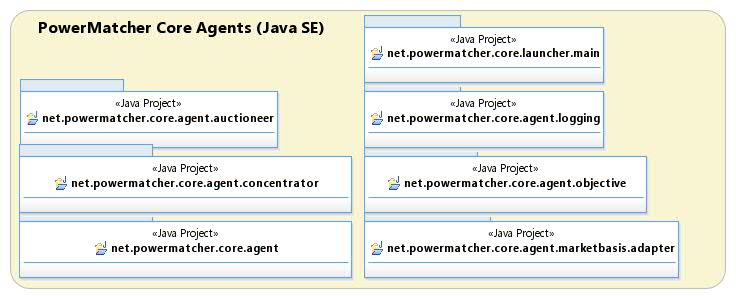 PowerMatcher Core Agents (Java SE)
«Java Project»
net.powermatcher.core.launcher.main
«Java Project»
net.powermatcher.core.agent.auctioneer
«Java Project»
net.powermatcher.core.agent.logging
«Java Project»
net.powermatcher.core.agent.concentrator
«Java Project»
net.powermatcher.core.agent.objective
«Java Project»
net.powermatcher.core.agent
«Java Project»
net.powermatcher.core.agent.marketbasis.adapter